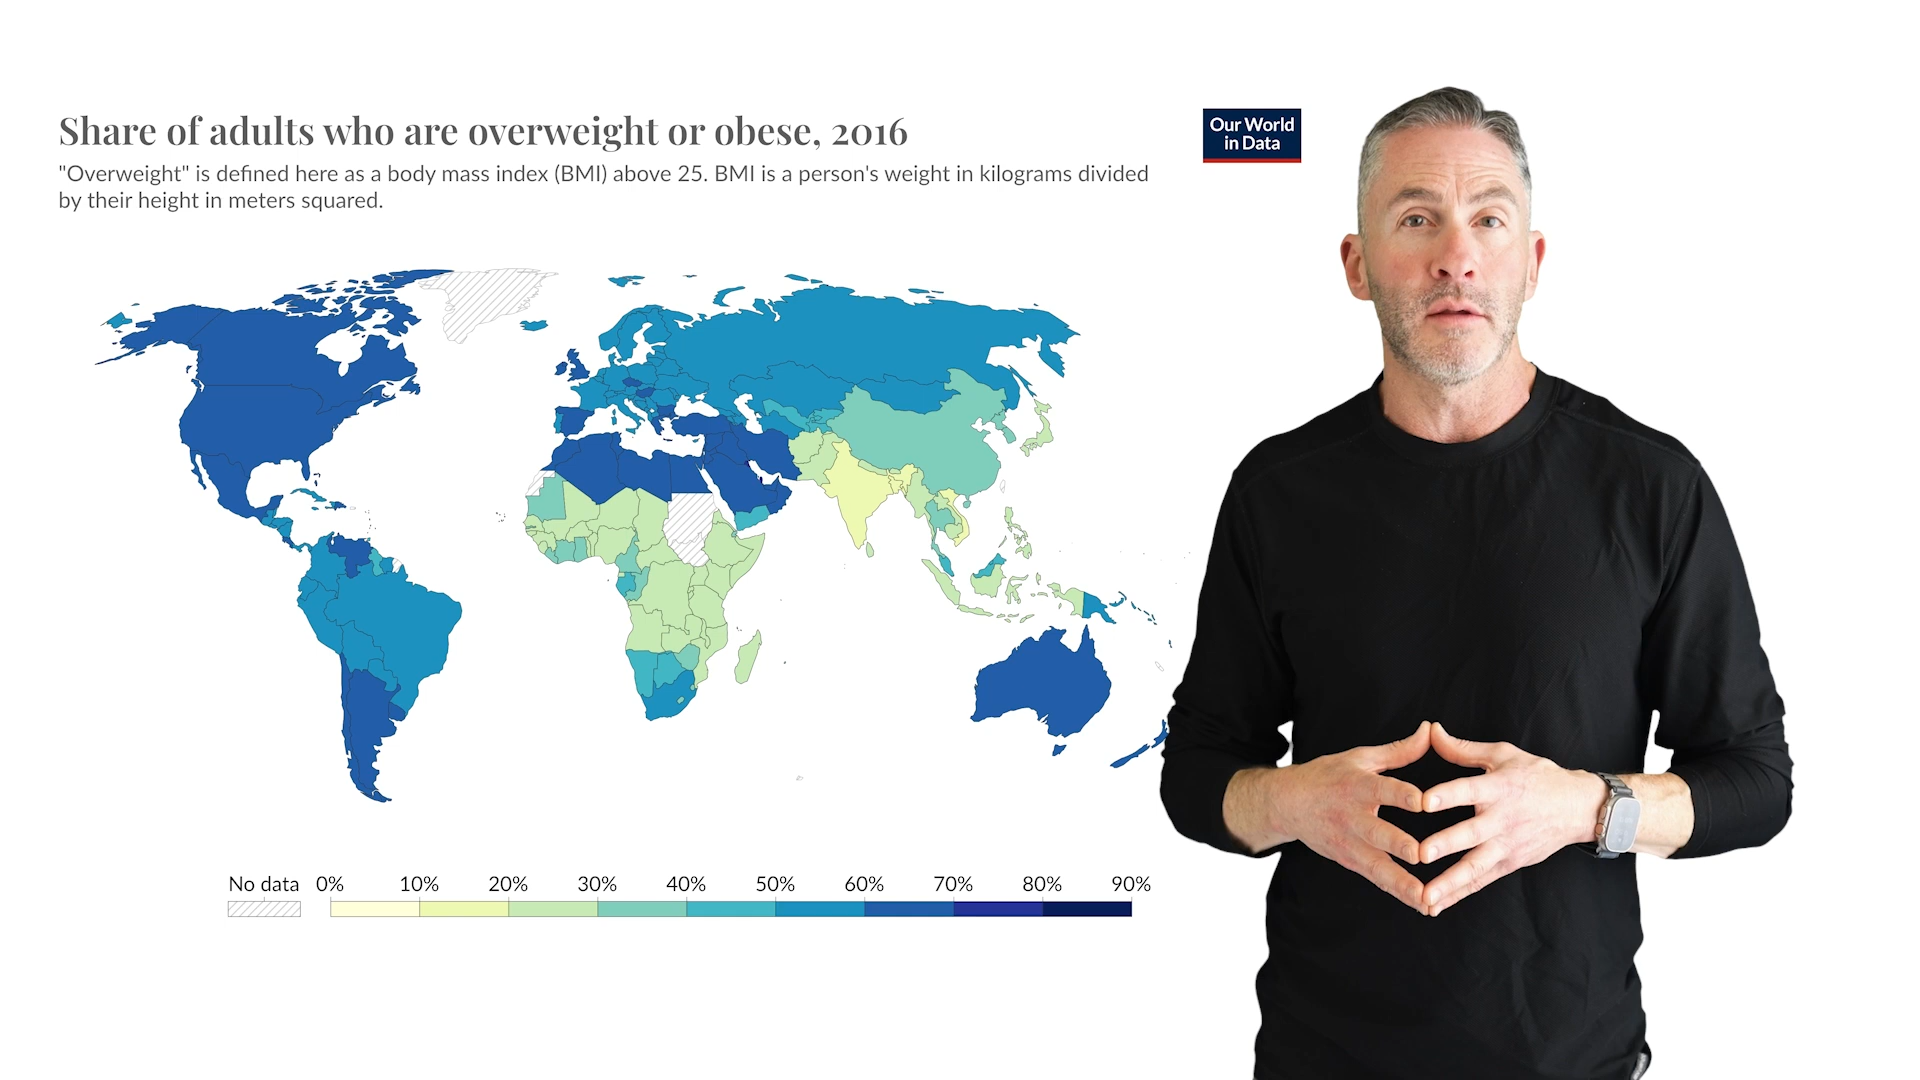 Share of adults who are overweight or obese, 2016
"Overweight" is defined here as a body mass index (BMI) above 25. BMI is a person's weight in kilograms divided
by their height in meters squared.
Our World
in Data
No data 0% 10% 20% 30% 40% 50% 60% 70% 80% 90%